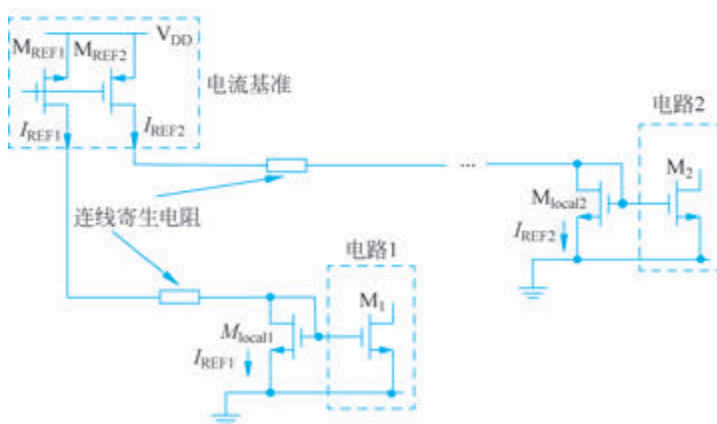 V_DD
M_REF1 M_REF2
电流基准
I_REF1 I_REF2
电路2
...
M_2
M_local2
I_REF2
连线寄生电阻
电路1
M_1
M_local1
I_REF1